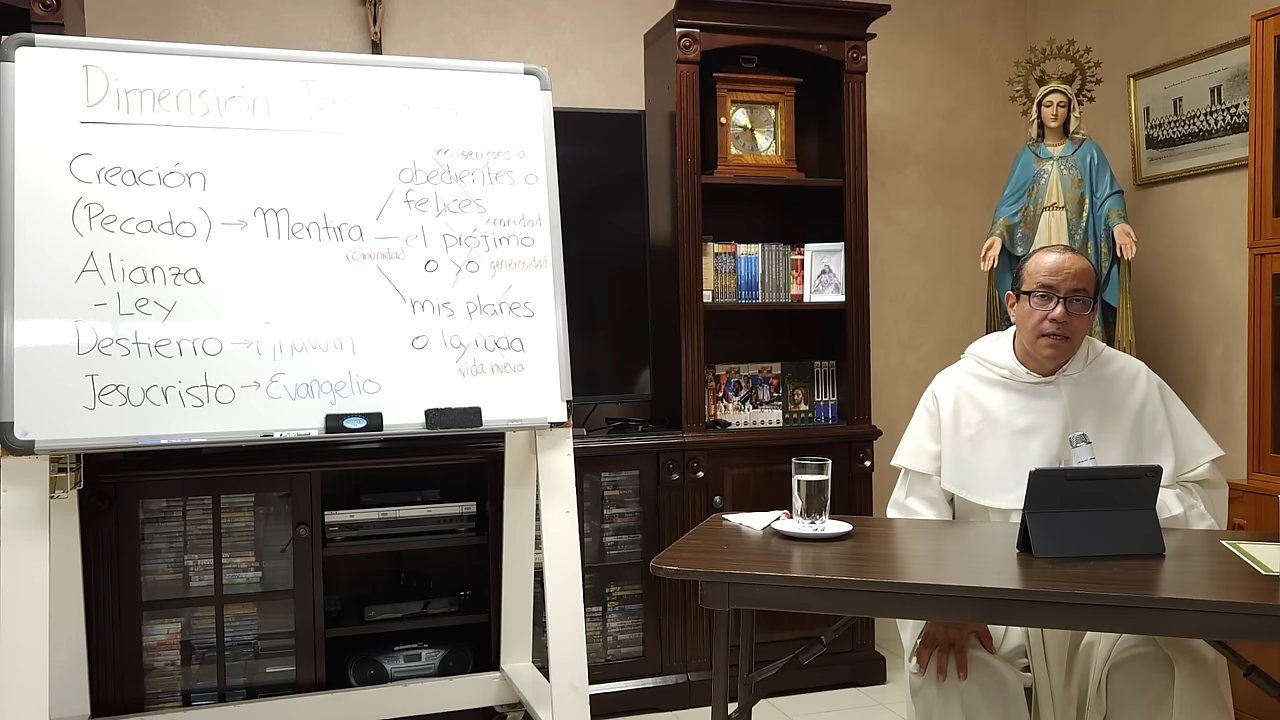 Dimensión
Creación
(Pecado) → Mentira
Alianza
- Ley
Destierro →
Jesucristo → Evangelio
misericordia
obedientes o
felices
caridad
el prójimo
comunidad
o yo generosidad
mis planes
o la nada
vida nueva